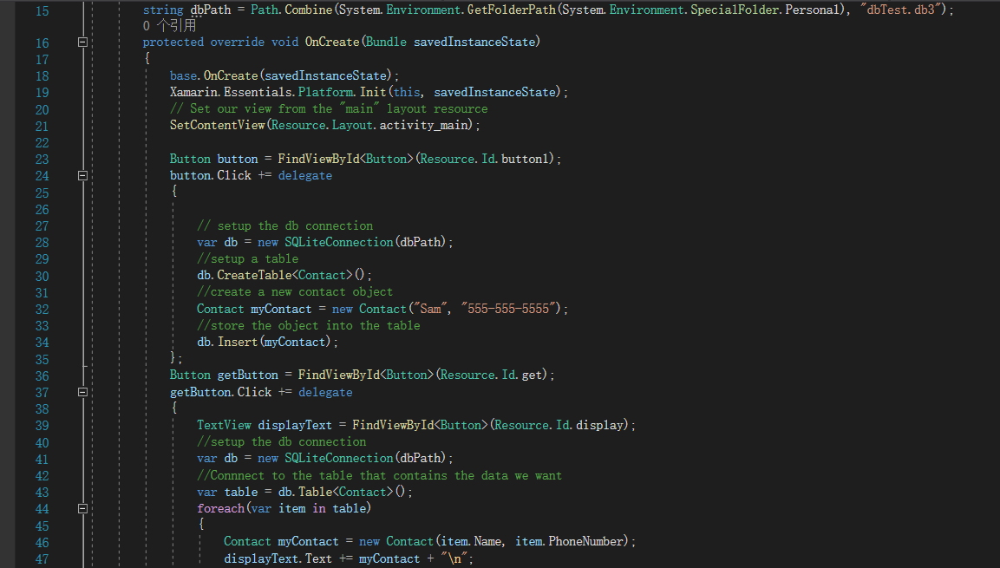 15 string dbPath = Path.Combine(System.Environment.GetFolderPath(System.Environment.SpecialFolder.Personal), "dbTest.db3");
0 个引用
16 protected override void OnCreate(Bundle savedInstanceState)
17 {
18 base.OnCreate(savedInstanceState);
19 Xamarin.Essentials.Platform.Init(this, savedInstanceState);
20 // Set our view from the "main" layout resource
21 SetContentView(Resource.Layout.activity_main);
22
23 Button button = FindViewById<Button>(Resource.Id.button1);
24 button.Click += delegate
25 {
26
27 // setup the db connection
28 var db = new SQLiteConnection(dbPath);
29 //setup a table
30 db.CreateTable<Contact>();
31 //create a new contact object
32 Contact myContact = new Contact("Sam", "555-555-5555");
33 //store the object into the table
34 db.Insert(myContact);
35 };
36 Button getButton = FindViewById<Button>(Resource.Id.get);
37 getButton.Click += delegate
38 {
39 TextView displayText = FindViewById<Button>(Resource.Id.display);
40 //setup the db connection
41 var db = new SQLiteConnection(dbPath);
42 //Connnect to the table that contains the data we want
43 var table = db.Table<Contact>();
44 foreach(var item in table)
45 {
46 Contact myContact = new Contact(item.Name, item.PhoneNumber);
47 displayText.Text += myContact + "\n";